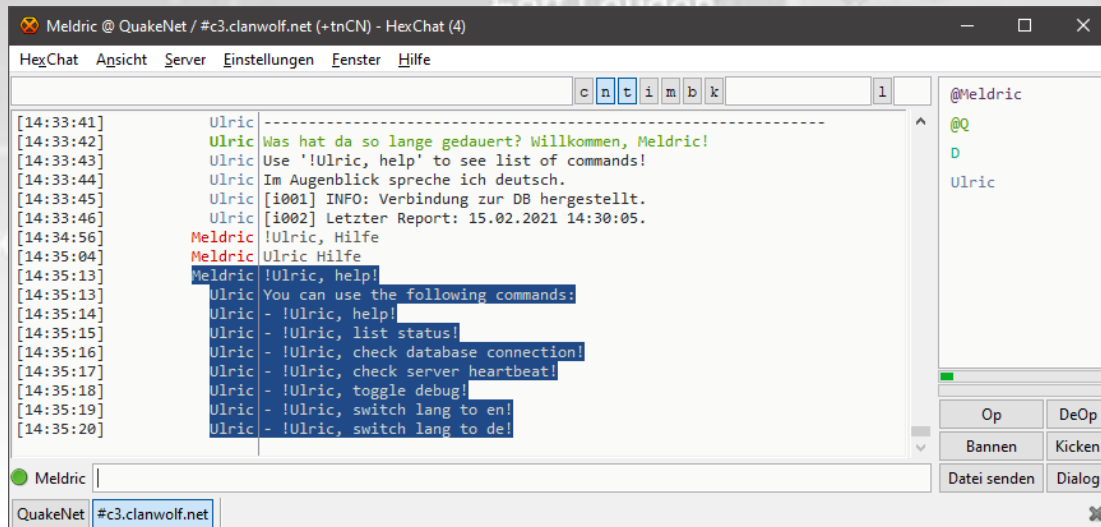 Meldric @ QuakeNet / #c3.clanwolf.net (+tnCN) - HexChat (4)
HexChat Ansicht Server Einstellungen Fenster Hilfe
c n t i m b k l
[14:33:41] Ulric ---------------------------------------------------------------
[14:33:42] Ulric Was hat da so lange gedauert? Willkommen, Meldric!
[14:33:43] Ulric Use '!Ulric, help' to see list of commands!
[14:33:44] Ulric Im Augenblick spreche ich deutsch.
[14:33:45] Ulric [i001] INFO: Verbindung zur DB hergestellt.
[14:33:46] Ulric [i002] Letzter Report: 15.02.2021 14:30:05.
[14:34:56] Meldric !Ulric, Hilfe
[14:35:04] Meldric Ulric Hilfe
[14:35:13] Meldric !Ulric, help!
[14:35:13] Ulric You can use the following commands:
[14:35:14] Ulric - !Ulric, help!
[14:35:15] Ulric - !Ulric, list status!
[14:35:16] Ulric - !Ulric, check database connection!
[14:35:17] Ulric - !Ulric, check server heartbeat!
[14:35:18] Ulric - !Ulric, toggle debug!
[14:35:19] Ulric - !Ulric, switch lang to en!
[14:35:20] Ulric - !Ulric, switch lang to de!
@Meldric
@Q
D
Ulric
Op DeOp
Bannen Kicken
Datei senden Dialog
Meldric
QuakeNet #c3.clanwolf.net